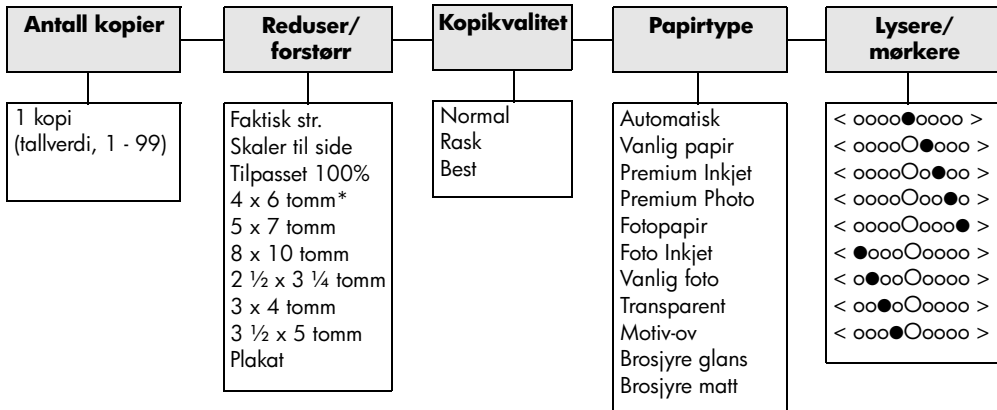 Antall kopier
1 kopi
(tallverdi, 1 - 99)
Reduser/
forstørr
Faktisk str.
Skaler til side
Tilpasset 100%
4 x 6 tomm*
5 x 7 tomm
8 x 10 tomm
2 ½ x 3 ¼ tomm
3 x 4 tomm
3 ½ x 5 tomm
Plakat
Kopikvalitet
Normal
Rask
Best
Papirtype
Automatisk
Vanlig papir
Premium Inkjet
Premium Photo
Fotopapir
Foto Inkjet
Vanlig foto
Transparent
Motiv-ov
Brosjyre glans
Brosjyre matt
Lysere/
mørkere
< oooo●oooo >
< ooooO●ooo >
< ooooOo●oo >
< ooooOoo●o >
< ooooOooo● >
< ●oooOoooo >
< o●ooOoooo >
< oo●oOoooo >
< ooo●Ooooo >